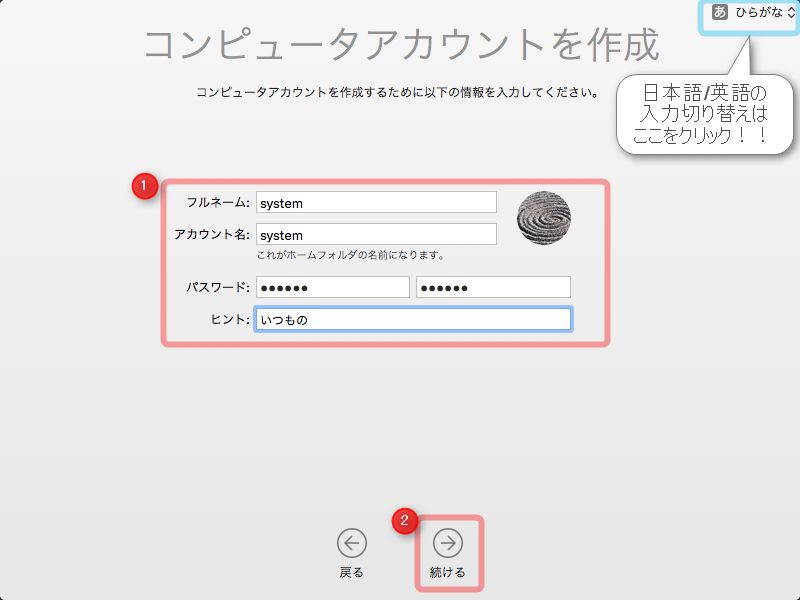 あ ひらがな
コンピュータアカウントを作成
コンピュータアカウントを作成するために以下の情報を入力してください。
日本語/英語の
入力切り替えは
ここをクリック！！
1
フルネーム: system
アカウント名: system
これがホームフォルダの名前になります。
パスワード: ●●●●●● ●●●●●●
ヒント: いつもの
2
戻る
続ける